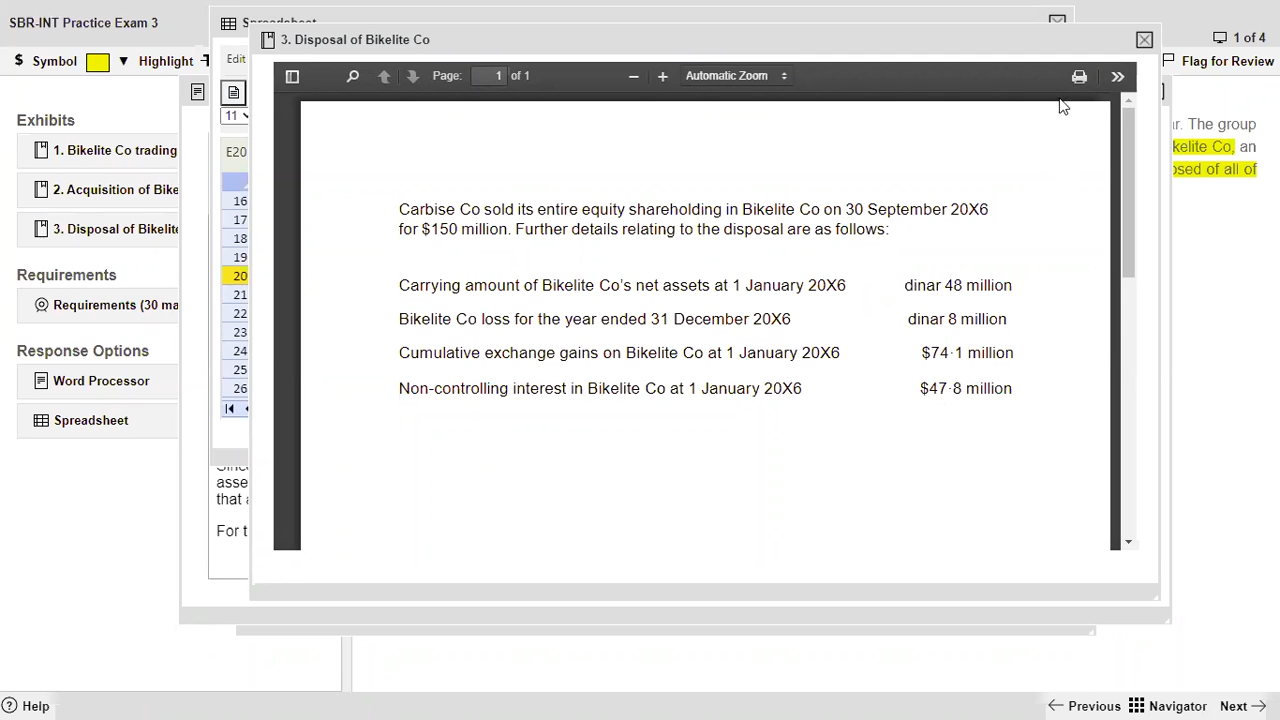 SBR-INT Practice Exam 3
Spreadsheet
3. Disposal of Bikelite Co
1 of 4
Symbol
Highlight
Edit
Flag for Review
Page: 1 of 1
Automatic Zoom
11
E20
Exhibits
1. Bikelite Co trading
2. Acquisition of Bike
3. Disposal of Bikelite
Requirements
Requirements (30 ma
Response Options
Word Processor
Spreadsheet
16
17
18
19
20
21
22
23
24
25
26
Carbise Co sold its entire equity shareholding in Bikelite Co on 30 September 20X6
for $150 million. Further details relating to the disposal are as follows:
Carrying amount of Bikelite Co's net assets at 1 January 20X6 dinar 48 million
Bikelite Co loss for the year ended 31 December 20X6 dinar 8 million
Cumulative exchange gains on Bikelite Co at 1 January 20X6 $74·1 million
Non-controlling interest in Bikelite Co at 1 January 20X6 $47·8 million
r. The group
kelite Co, an
osed of all of
asse
that
For t
Help
Previous
Navigator
Next